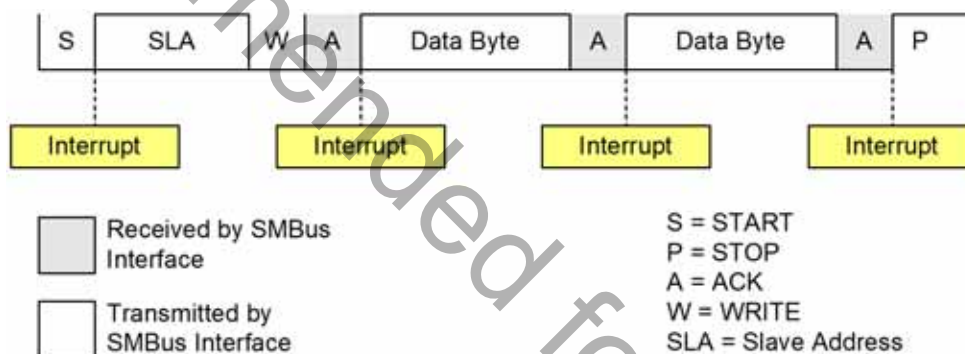 S SLA W A Data Byte A Data Byte A P
Interrupt Interrupt Interrupt Interrupt
Received by SMBus
Interface
Transmitted by
SMBus Interface
S = START
P = STOP
A = ACK
W = WRITE
SLA = Slave Address